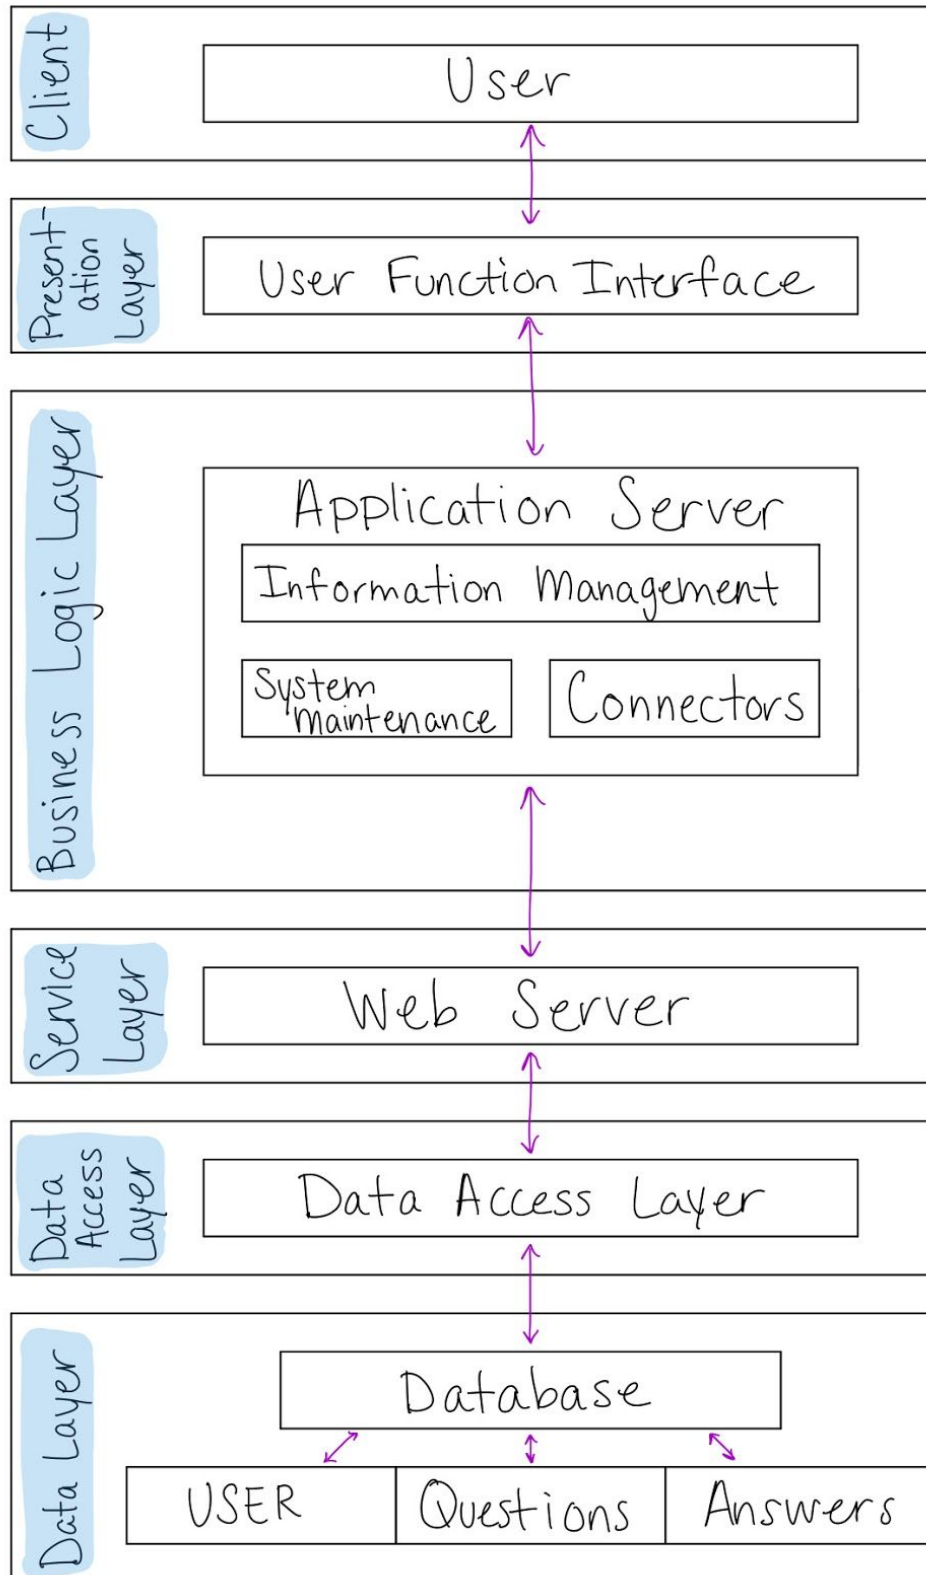 Client
User
Present-
ation
Layer
User Function Interface
Business Logic Layer
Application Server
Information Management
System
Maintenance
Connectors
Service
Layer
Web Server
Data
Access
Layer
Data Access Layer
Data Layer
Database
USER
Questions
Answers